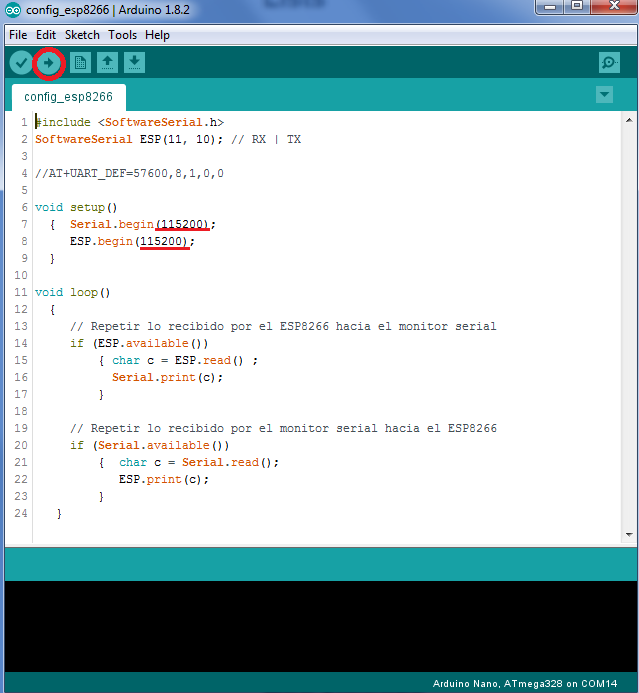 config_esp8266 | Arduino 1.8.2
File Edit Sketch Tools Help
config_esp8266
1 #include <SoftwareSerial.h>
2 SoftwareSerial ESP(11, 10); // RX | TX
3
4 //AT+UART_DEF=57600,8,1,0,0
5
6 void setup()
7 { Serial.begin(115200);
8 ESP.begin(115200);
9 }
10
11 void loop()
12 {
13 // Repetir lo recibido por el ESP8266 hacia el monitor serial
14 if (ESP.available())
15 { char c = ESP.read() ;
16 Serial.print(c);
17 }
18
19 // Repetir lo recibido por el monitor serial hacia el ESP8266
20 if (Serial.available())
21 { char c = Serial.read();
22 ESP.print(c);
23 }
24 }
Arduino Nano, ATmega328 on COM14